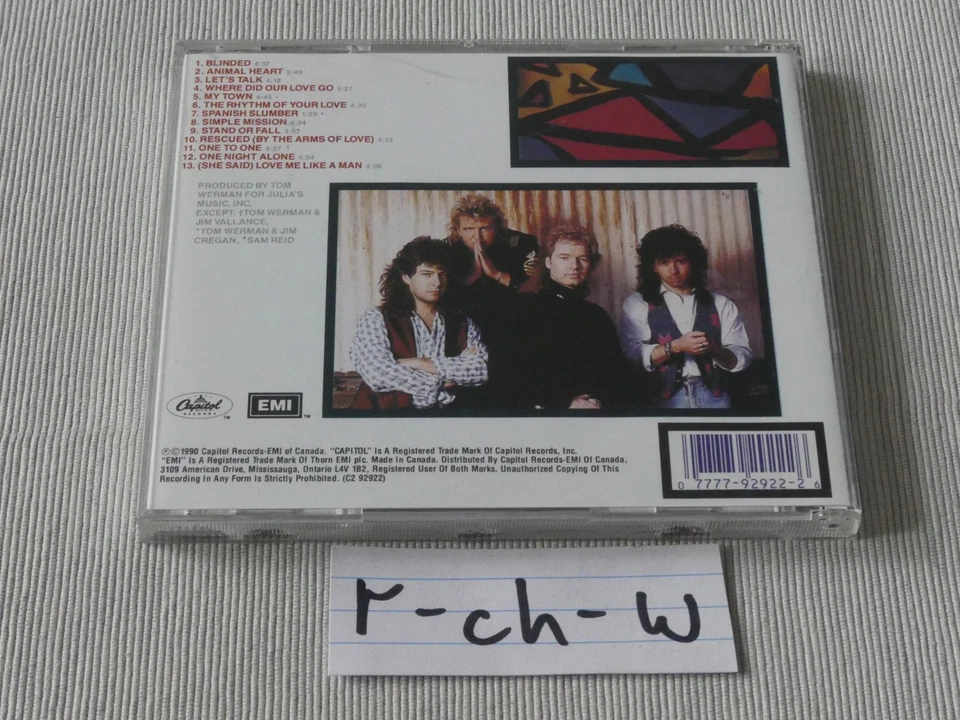 1. BLINDED 4:37
2. ANIMAL HEART 3:49
3. LET'S TALK 4:18
4. WHERE DID OUR LOVE GO 4:27
5. MY TOWN 4:45
6. THE RHYTHM OF YOUR LOVE 4:35
7. SPANISH SLUMBER 1:29 *
8. SIMPLE MISSION 4:34
9. STAND OR FALL 3:57
10. RESCUED (BY THE ARMS OF LOVE) 4:13
11. ONE TO ONE 4:27 †
12. ONE NIGHT ALONE 4:04
13. (SHE SAID) LOVE ME LIKE A MAN 4:06
PRODUCED BY TOM
WERMAN FOR JULIA'S
MUSIC, INC.
EXCEPT: †TOM WERMAN &
JIM VALLANCE,
*TOM WERMAN & JIM
CREGAN, *SAM REID
Capitol
RECORDS
TM
EMI
TM
Ⓟ©1990 Capitol Records-EMI of Canada. "CAPITOL" Is A Registered Trade Mark Of Capitol Records, Inc.
"EMI" Is A Registered Trade Mark Of Thorn EMI plc. Made In Canada. Distributed By Capitol Records-EMI Of Canada,
3109 American Drive, Mississauga, Ontario L4V 1B2, Registered User Of Both Marks. Unauthorized Copying Of This
Recording In Any Form Is Strictly Prohibited. (C2 92922)
0 7777-92922-2 6
r-ch-w